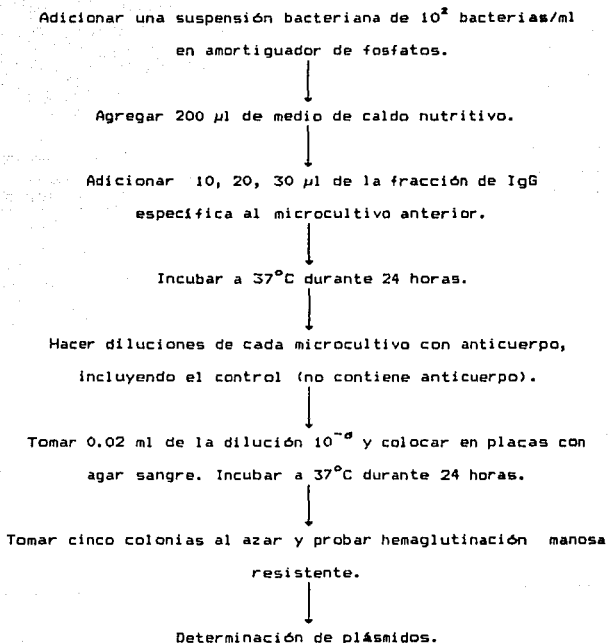 Adicionar una suspensión bacteriana de 10² bacterias/ml
en amortiguador de fosfatos.
Agregar 200 µl de medio de caldo nutritivo.
Adicionar 10, 20, 30 µl de la fracción de IgG
específica al microcultivo anterior.
Incubar a 37°C durante 24 horas.
Hacer diluciones de cada microcultivo con anticuerpo,
incluyendo el control (no contiene anticuerpo).
Tomar 0.02 ml de la dilución y colocar en placas con
agar sangre. Incubar a 37°C durante 24 horas.
Tomar cinco colonias al azar y probar hemaglutinación manosa
resistente.
Determinación de plásmidos.